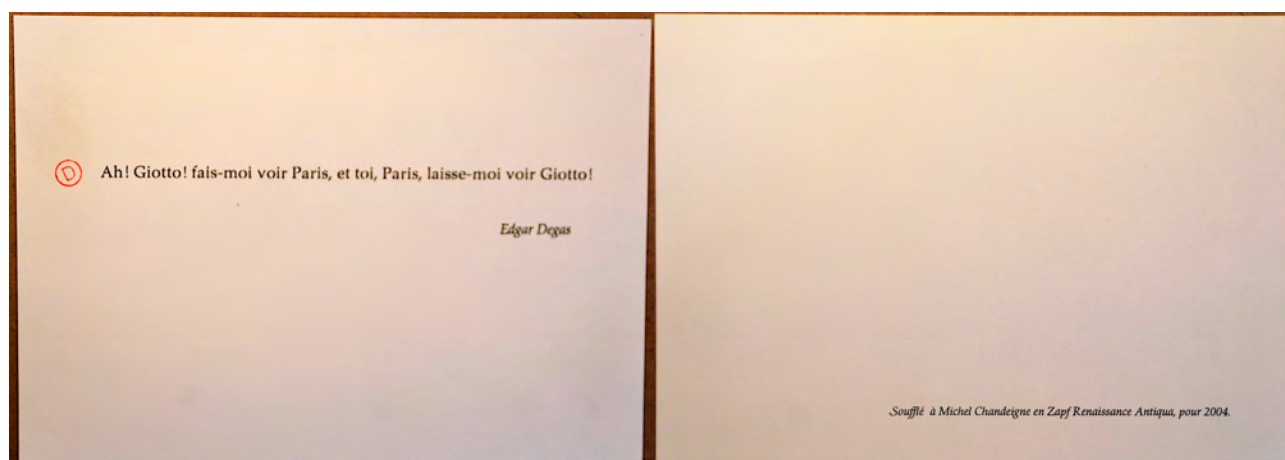 D Ah! Giotto! fais-moi voir Paris, et toi, Paris, laisse-moi voir Giotto!
Edgar Degas
Soufflé à Michel Chandeigne en Zapf Renaissance Antiqua, pour 2004.